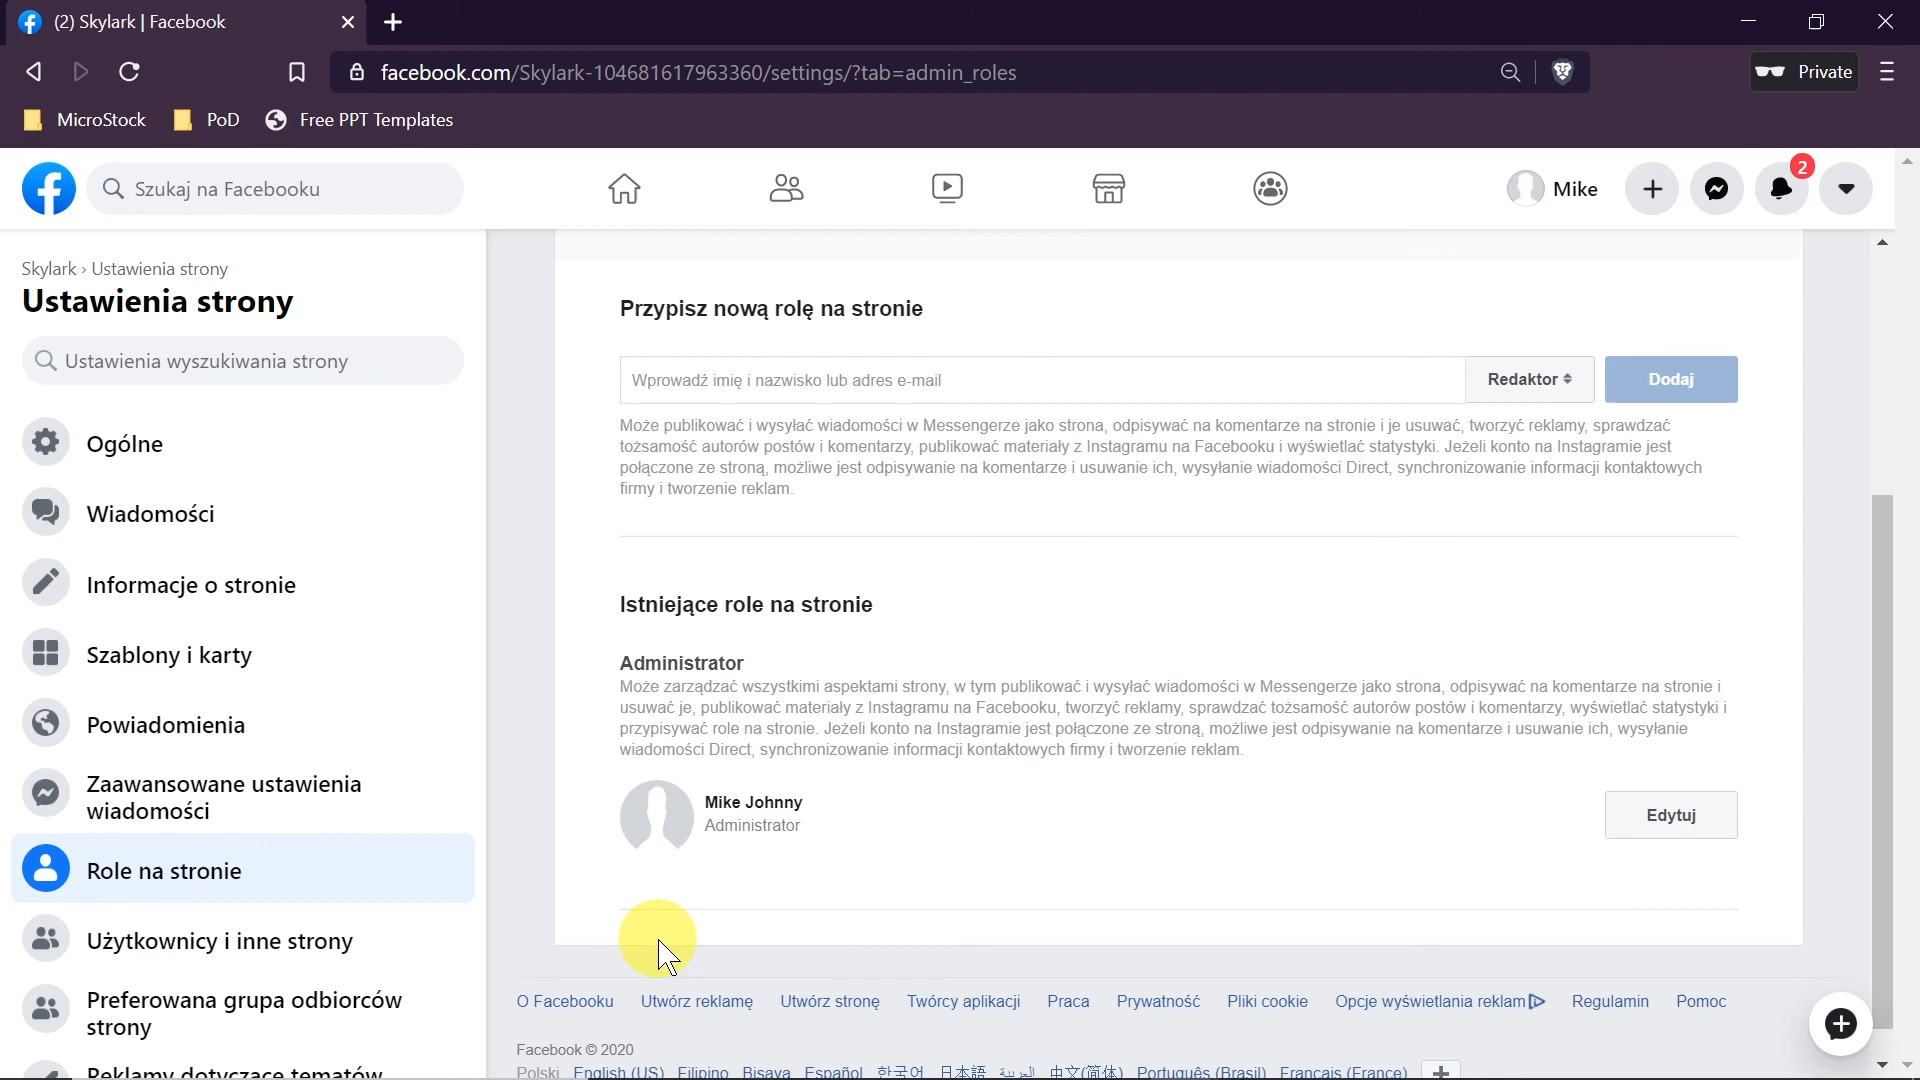 (2) Skylark | Facebook
facebook.com/Skylark-104681617963360/settings/?tab=admin_roles
Private
MicroStock
PoD
Free PPT Templates
Szukaj na Facebooku
Mike
2
Skylark › Ustawienia strony
Ustawienia strony
Ustawienia wyszukiwania strony
Ogólne
Wiadomości
Informacje o stronie
Szablony i karty
Powiadomienia
Zaawansowane ustawienia
wiadomości
Role na stronie
Użytkownicy i inne strony
Preferowana grupa odbiorców
strony
Reklamy dotyczące tematów
Przypisz nową rolę na stronie
Wprowadź imię i nazwisko lub adres e-mail
Redaktor
Dodaj
Może publikować i wysyłać wiadomości w Messengerze jako strona, odpisywać na komentarze na stronie i je usuwać, tworzyć reklamy, sprawdzać
tożsamość autorów postów i komentarzy, publikować materiały z Instagramu na Facebooku i wyświetlać statystyki. Jeżeli konto na Instagramie jest
połączone ze stroną, możliwe jest odpisywanie na komentarze i usuwanie ich, wysyłanie wiadomości Direct, synchronizowanie informacji kontaktowych
firmy i tworzenie reklam.
Istniejące role na stronie
Administrator
Może zarządzać wszystkimi aspektami strony, w tym publikować i wysyłać wiadomości w Messengerze jako strona, odpisywać na komentarze na stronie i
usuwać je, publikować materiały z Instagramu na Facebooku, tworzyć reklamy, sprawdzać tożsamość autorów postów i komentarzy, wyświetlać statystyki i
przypisywać role na stronie. Jeżeli konto na Instagramie jest połączone ze stroną, możliwe jest odpisywanie na komentarze i usuwanie ich, wysyłanie
wiadomości Direct, synchronizowanie informacji kontaktowych firmy i tworzenie reklam.
Mike Johnny
Administrator
Edytuj
O Facebooku
Utwórz reklamę
Utwórz stronę
Twórcy aplikacji
Praca
Prywatność
Pliki cookie
Opcje wyświetlania reklam
Regulamin
Pomoc
Facebook © 2020
Polski English (US) Filipino Bisaya Español 한국어 日本語 العربية 中文(简体) Português (Brasil) Français (France)